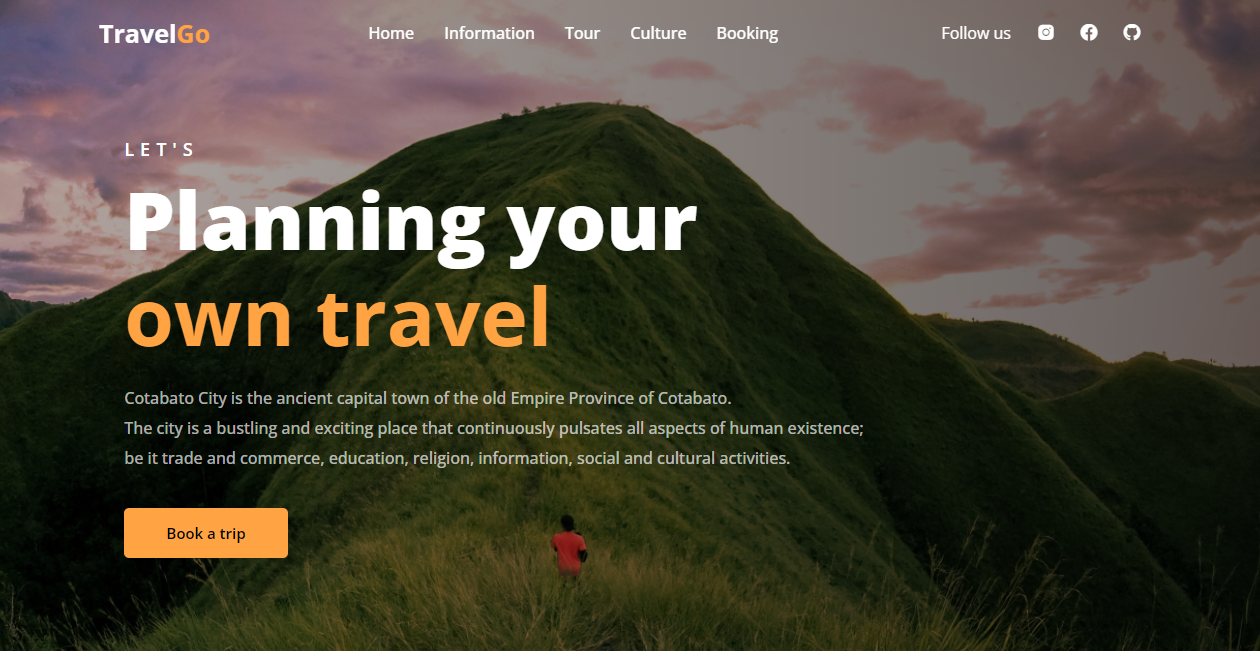 TravelGo
Home Information Tour Culture Booking
Follow us
LET'S
Planning your
own travel
Cotabato City is the ancient capital town of the old Empire Province of Cotabato.
The city is a bustling and exciting place that continuously pulsates all aspects of human existence;
be it trade and commerce, education, religion, information, social and cultural activities.
Book a trip